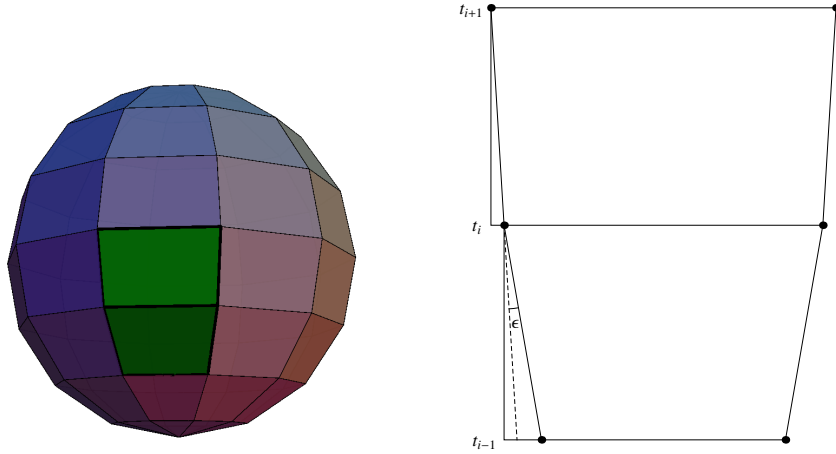 t_{i+1}
t_i
ϵ
t_{i-1}